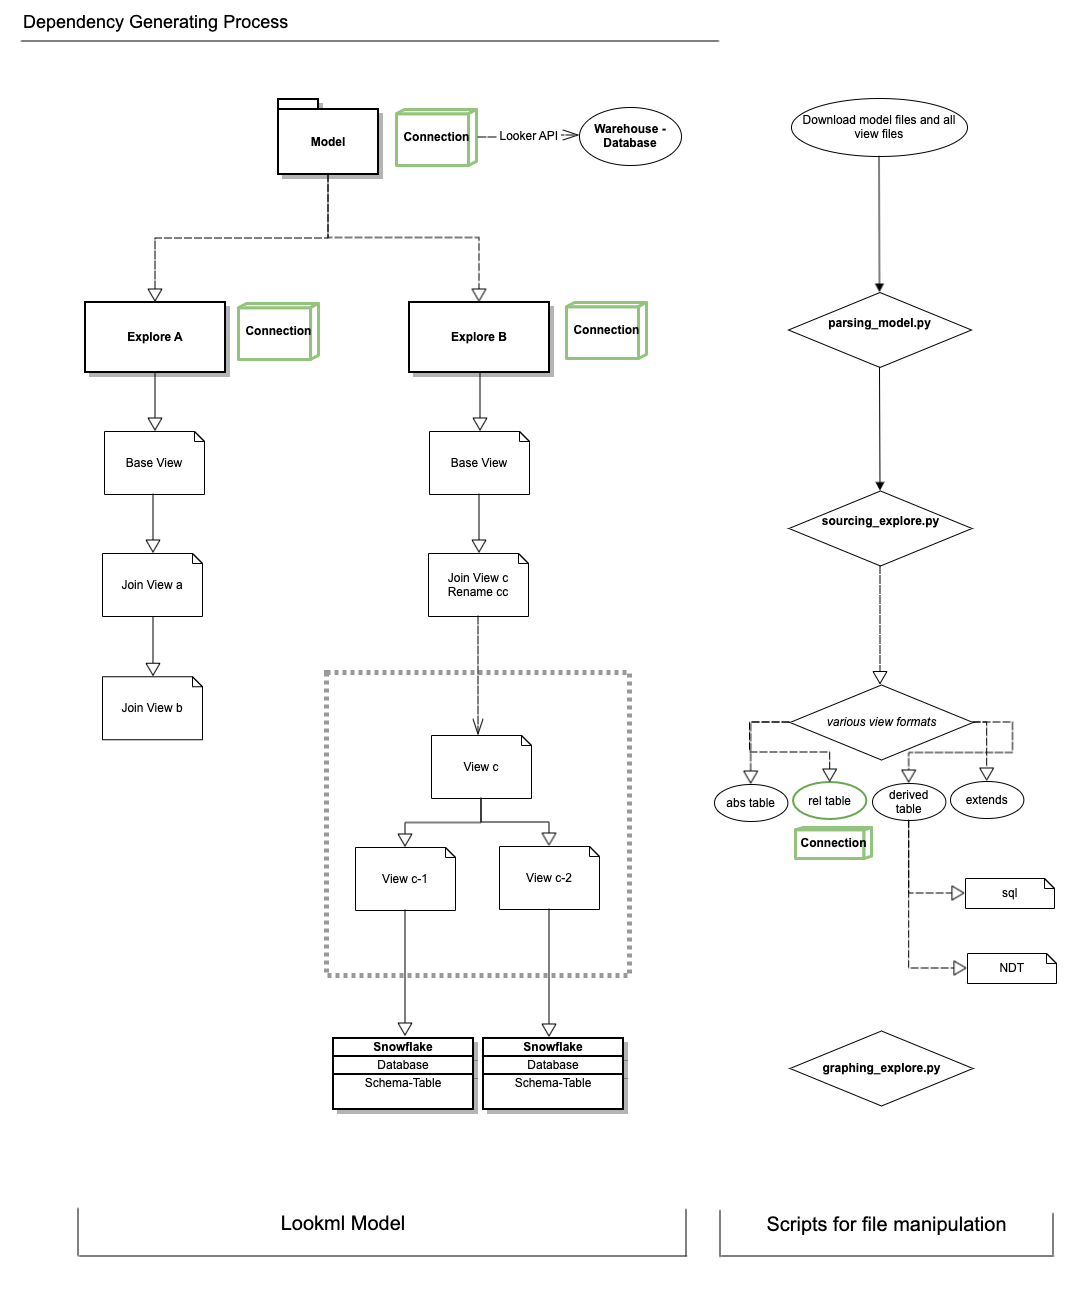 Dependency Generating Process
Model
Connection
Looker API
Warehouse -
Database
Explore A
Connection
Explore B
Connection
Base View
Base View
Join View a
Join View c
Rename cc
Join View b
View c
View c-1
View c-2
Snowflake
Database
Schema-Table
Snowflake
Database
Schema-Table
Lookml Model
Download model files and all
view files
parsing_model.py
sourcing_explore.py
various view formats
abs table
rel table
derived
table
extends
Connection
sql
NDT
graphing_explore.py
Scripts for file manipulation